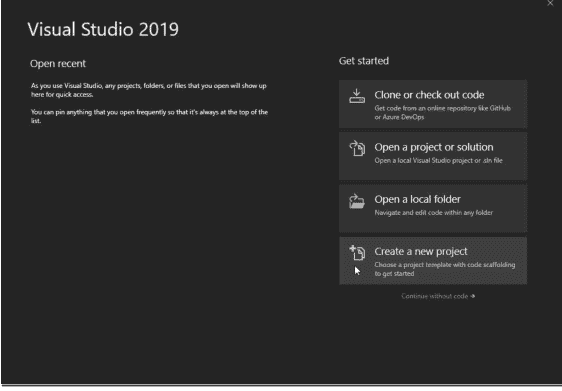 Visual Studio 2019
Open recent
As you use Visual Studio, any projects, folders, or files that you open will show up
here for quick access.
You can pin anything that you open frequently so that it's always at the top of the
list.
Get started
Clone or check out code
Get code from an online repository like GitHub
or Azure DevOps
Open a project or solution
Open a local Visual Studio project or .sln file
Open a local folder
Navigate and edit code within any folder
Create a new project
Choose a project template with code scaffolding
to get started
Continue without code →